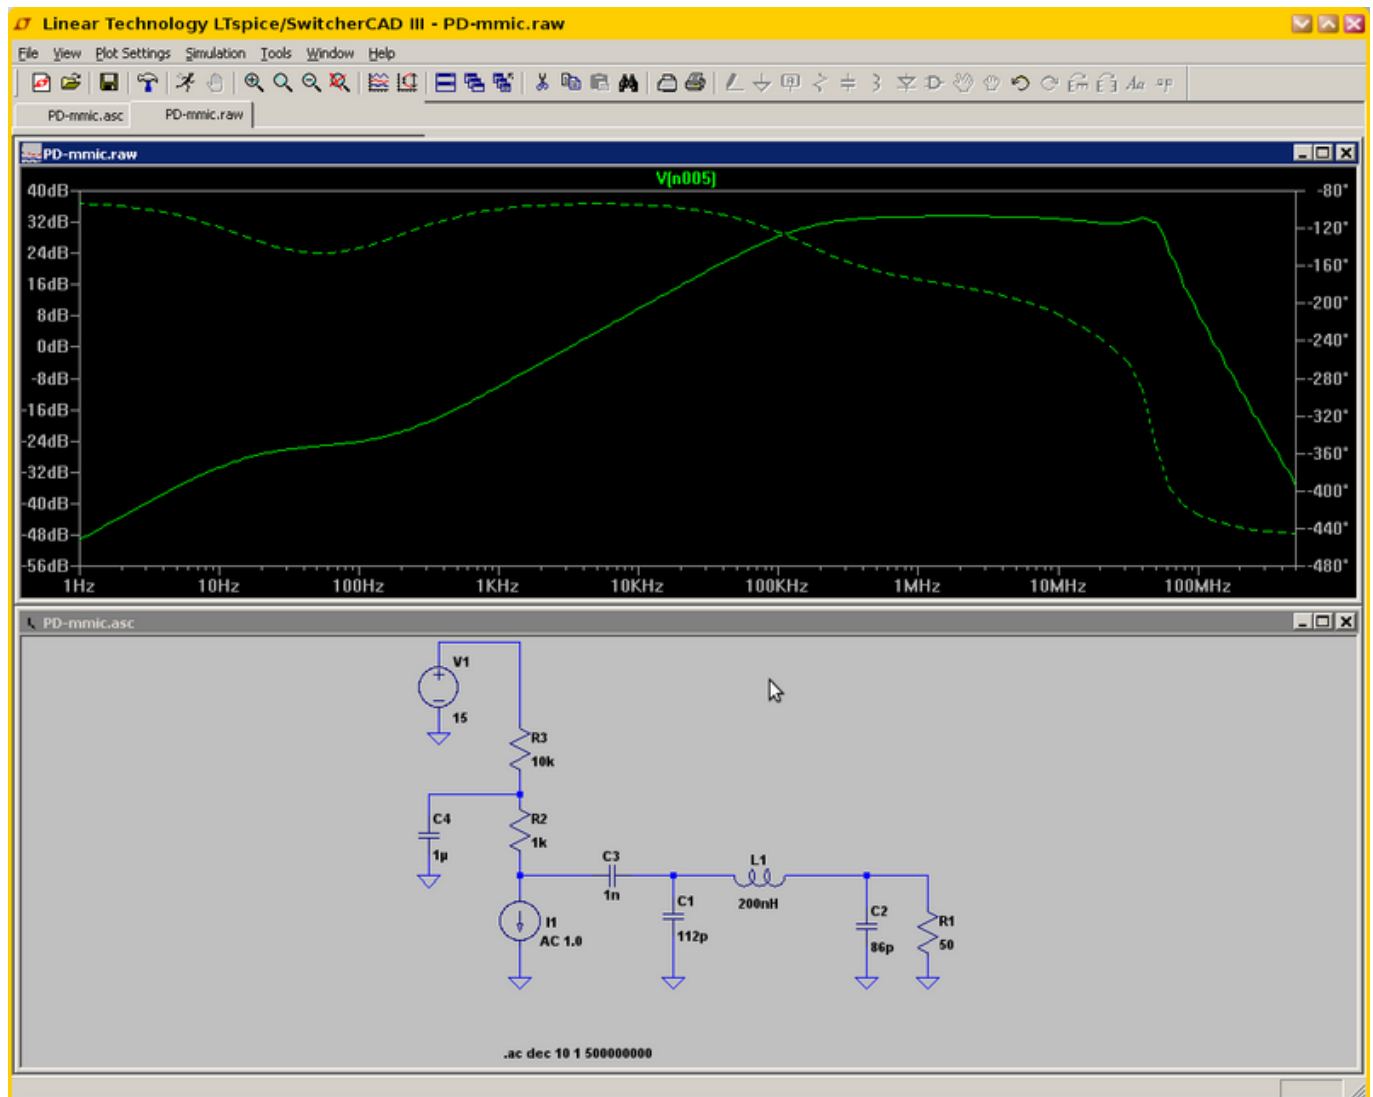 Linear Technology LTspice/SwitcherCAD III - PD-mmic.raw
File View Plot Settings Simulation Tools Window Help
PD-mmic.asc PD-mmic.raw
PD-mmic.raw
V(n005)
40dB -80°
32dB -120°
24dB -160°
16dB -200°
8dB -240°
0dB -280°
-8dB -320°
-16dB -360°
-24dB -400°
-32dB -440°
-40dB -480°
-48dB
-56dB
1Hz 10Hz 100Hz 1KHz 10KHz 100KHz 1MHz 10MHz 100MHz
PD-mmic.asc
V1
15
R3
10k
C4
1µ
R2
1k
C3
1n
L1
200nH
I1
AC 1.0
C1
112p
C2
86p
R1
50
.ac dec 10 1 500000000